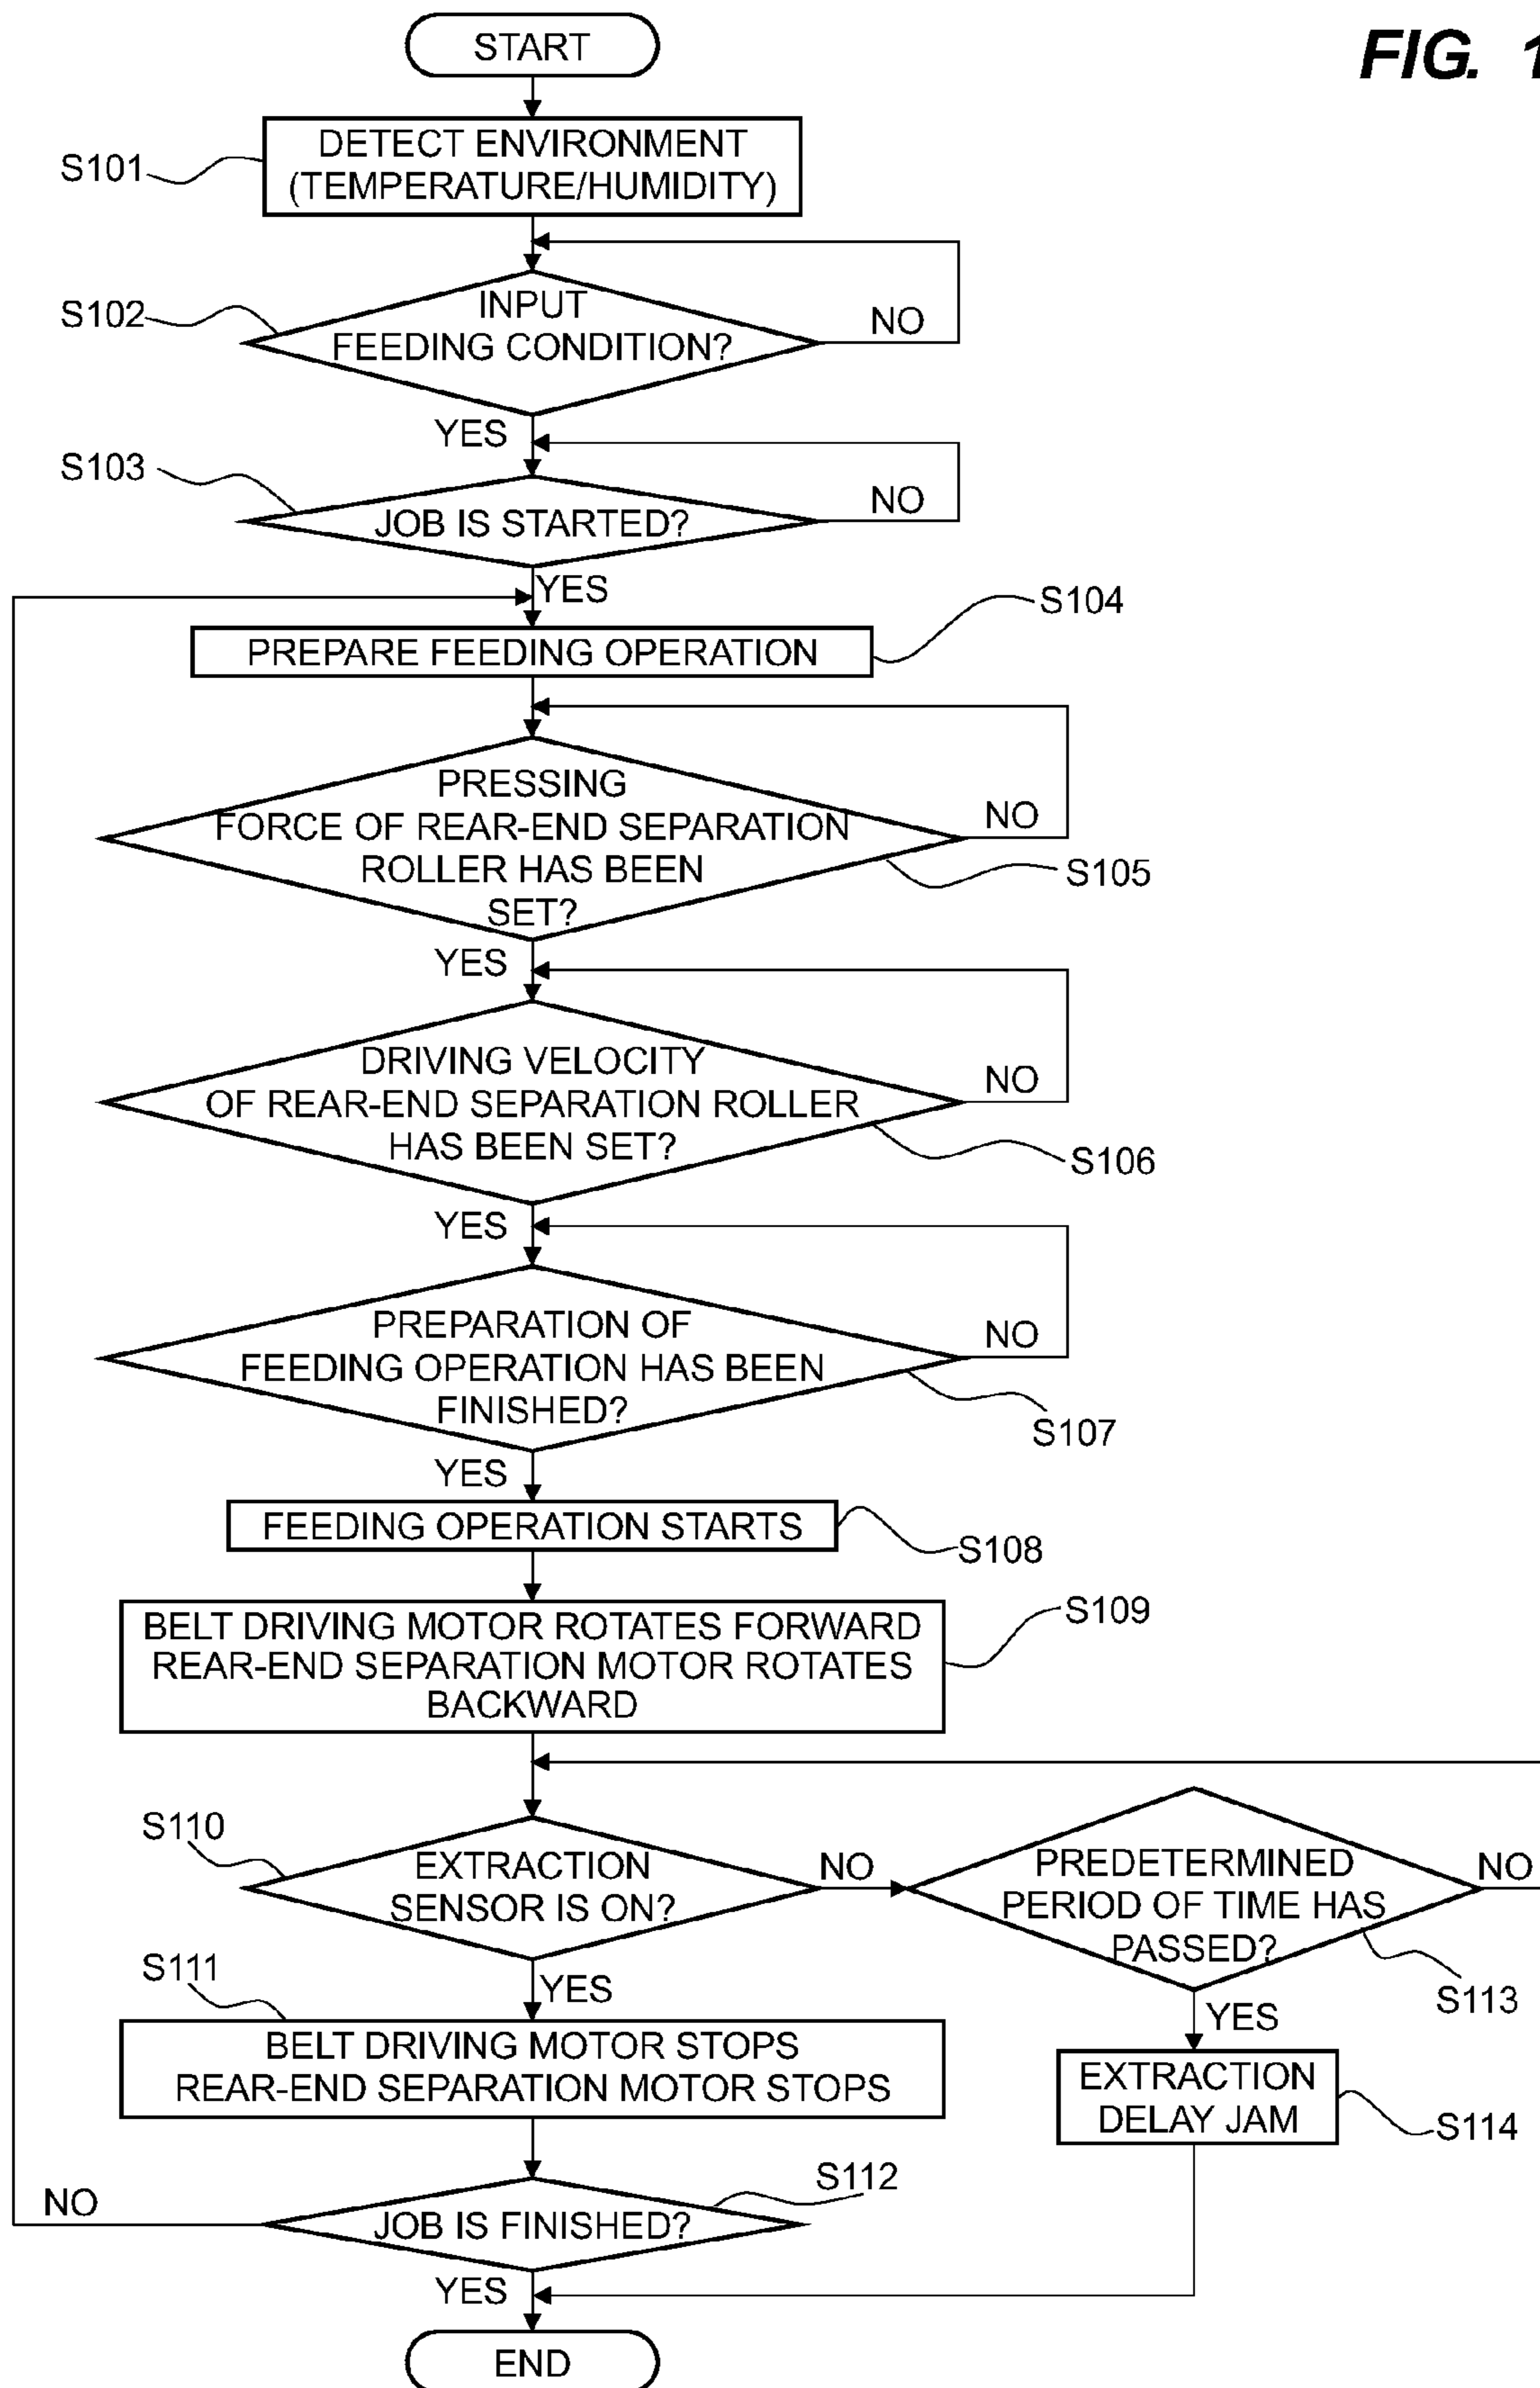 START
FIG. 1
S101
DETECT ENVIRONMENT
(TEMPERATURE/HUMIDITY)
S102
INPUT
FEEDING CONDITION?
NO
YES
S103
JOB IS STARTED?
NO
YES
S104
PREPARE FEEDING OPERATION
PRESSING
FORCE OF REAR-END SEPARATION
ROLLER HAS BEEN
SET?
NO
S105
YES
DRIVING VELOCITY
OF REAR-END SEPARATION ROLLER
HAS BEEN SET?
NO
S106
YES
PREPARATION OF
FEEDING OPERATION HAS BEEN
FINISHED?
NO
S107
YES
FEEDING OPERATION STARTS
S108
BELT DRIVING MOTOR ROTATES FORWARD
REAR-END SEPARATION MOTOR ROTATES
BACKWARD
S109
S110
EXTRACTION
SENSOR IS ON?
NO
PREDETERMINED
PERIOD OF TIME HAS
PASSED?
NO
S113
S111
YES
YES
BELT DRIVING MOTOR STOPS
REAR-END SEPARATION MOTOR STOPS
EXTRACTION
DELAY JAM
S114
S112
NO
JOB IS FINISHED?
YES
END